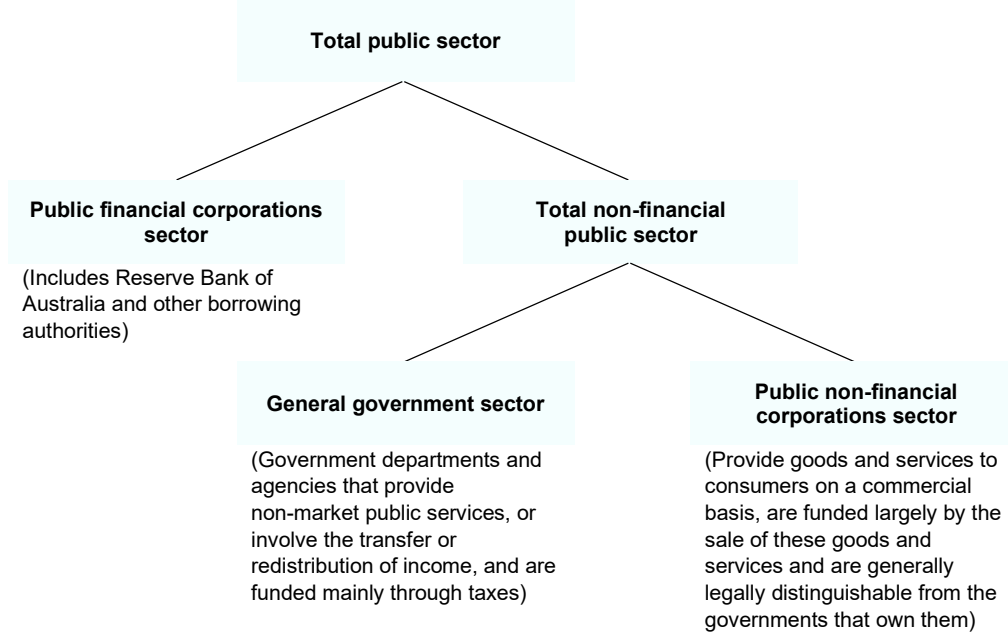 Total public sector
Public financial corporations
sector
(Includes Reserve Bank of
Australia and other borrowing
authorities)
Total non-financial
public sector
General government sector
(Government departments and
agencies that provide
non-market public services, or
involve the transfer or
redistribution of income, and are
funded mainly through taxes)
Public non-financial
corporations sector
(Provide goods and services to
consumers on a commercial
basis, are funded largely by the
sale of these goods and
services and are generally
legally distinguishable from the
governments that own them)